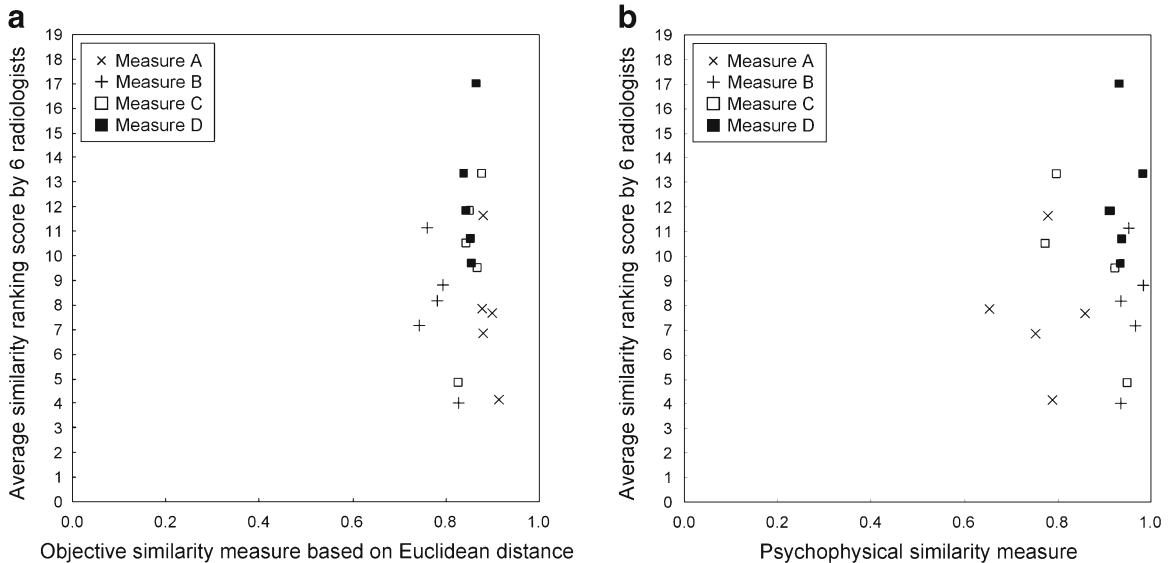 a
Average similarity ranking score by 6 radiologists
19
18
17
16
15
14
13
12
11
10
9
8
7
6
5
4
3
2
1
0
Measure A
Measure B
Measure C
Measure D
0.0 0.2 0.4 0.6 0.8 1.0
Objective similarity measure based on Euclidean distance
b
Average similarity ranking score by 6 radiologists
19
18
17
16
15
14
13
12
11
10
9
8
7
6
5
4
3
2
1
0
Measure A
Measure B
Measure C
Measure D
0.0 0.2 0.4 0.6 0.8 1.0
Psychophysical similarity measure